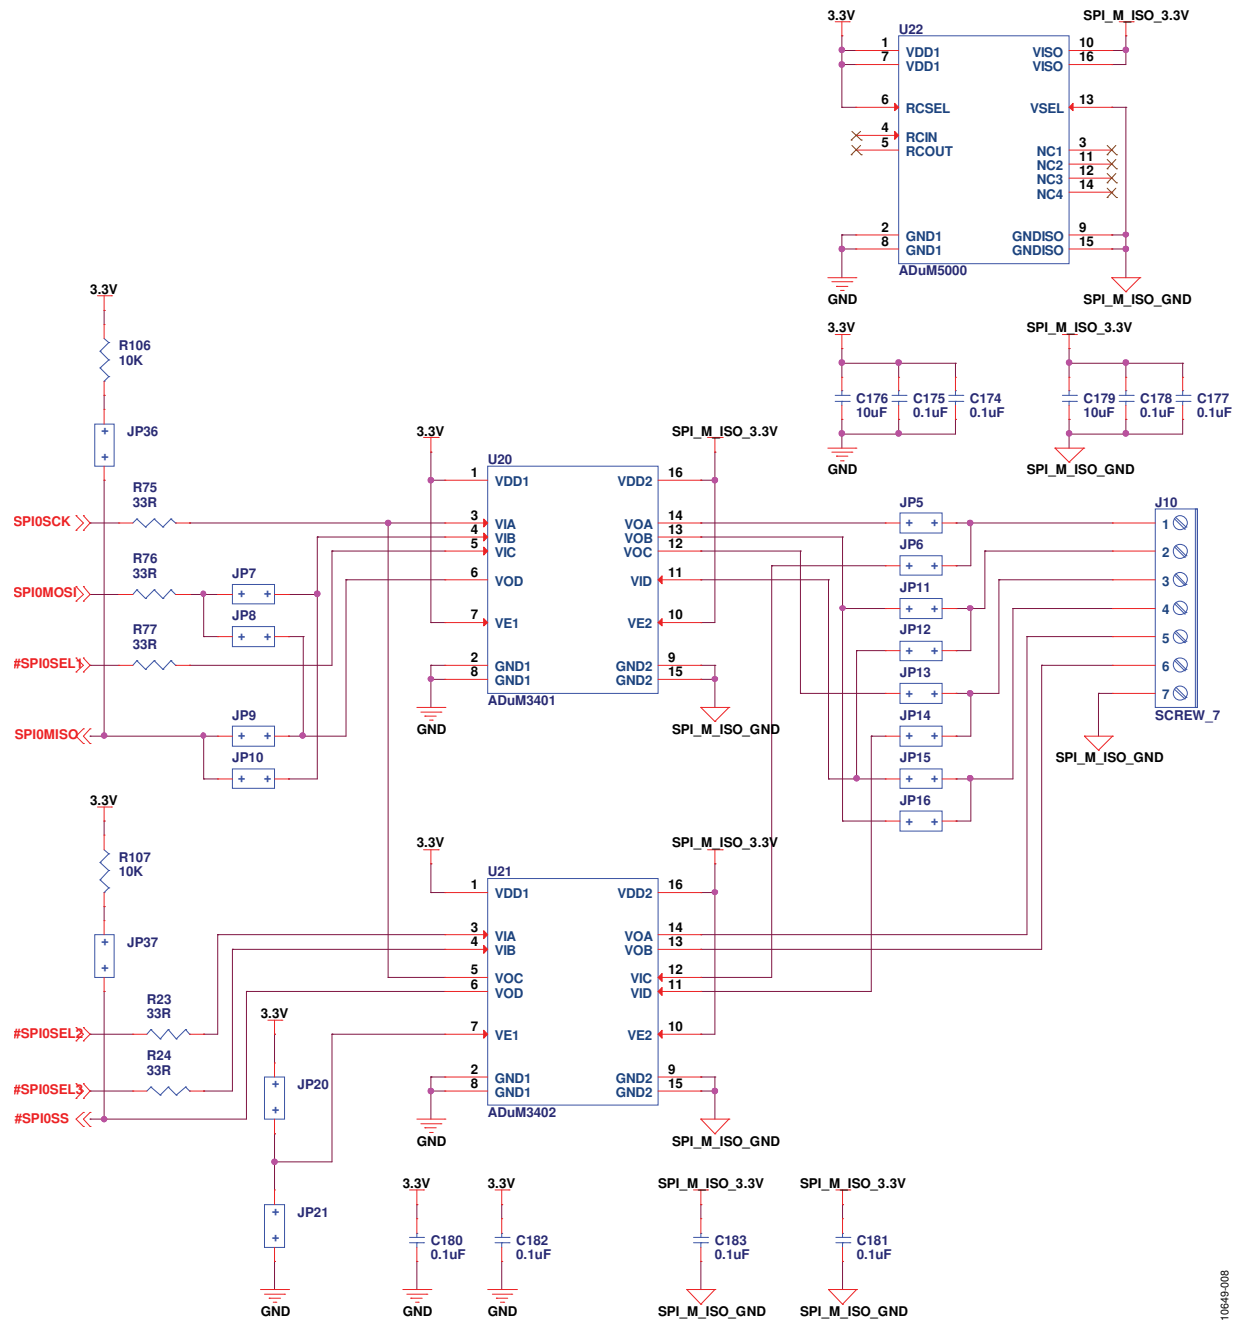 3.3V
SPI_M_ISO_3.3V
U22
1 VDD1 VISO 10
7 VDD1 VISO 16
6 RCSEL VSEL 13
4 RCIN
5 RCOUT NC1 3
NC2 11
NC3 12
NC4 14
2 GND1 GNDISO 9
8 GND1 GNDISO 15
ADuM5000
GND
SPI_M_ISO_GND
3.3V
SPI_M_ISO_3.3V
C176 10uF
C175 0.1uF
C174 0.1uF
C179 10uF
C178 0.1uF
C177 0.1uF
GND
SPI_M_ISO_GND
3.3V
R106
10K
JP36
R75
33R
SPI0SCK
R76
33R
SPI0MOSI
JP7
JP8
R77
33R
#SPI0SEL1
SPI0MISO
JP9
JP10
3.3V
SPI_M_ISO_3.3V
U20
1 VDD1 VDD2 16
3 VIA VOA 14
4 VIB VOB 13
5 VIC VOC 12
6 VOD VID 11
7 VE1 VE2 10
2 GND1 GND2 9
8 GND1 GND2 15
ADuM3401
GND
SPI_M_ISO_GND
JP5
JP6
JP11
JP12
JP13
JP14
JP15
JP16
J10
1
2
3
4
5
6
7
SCREW_7
SPI_M_ISO_GND
3.3V
R107
10K
JP37
R23
33R
#SPI0SEL2
R24
33R
#SPI0SEL3
#SPI0SS
3.3V
JP20
JP21
GND
3.3V
SPI_M_ISO_3.3V
U21
1 VDD1 VDD2 16
3 VIA VOA 14
4 VIB VOB 13
5 VOC VIC 12
6 VOD VID 11
7 VE1 VE2 10
2 GND1 GND2 9
8 GND1 GND2 15
ADuM3402
GND
SPI_M_ISO_GND
3.3V
C180
0.1uF
GND
3.3V
C182
0.1uF
GND
SPI_M_ISO_3.3V
C183
0.1uF
SPI_M_ISO_GND
SPI_M_ISO_3.3V
C181
0.1uF
SPI_M_ISO_GND
10649-008